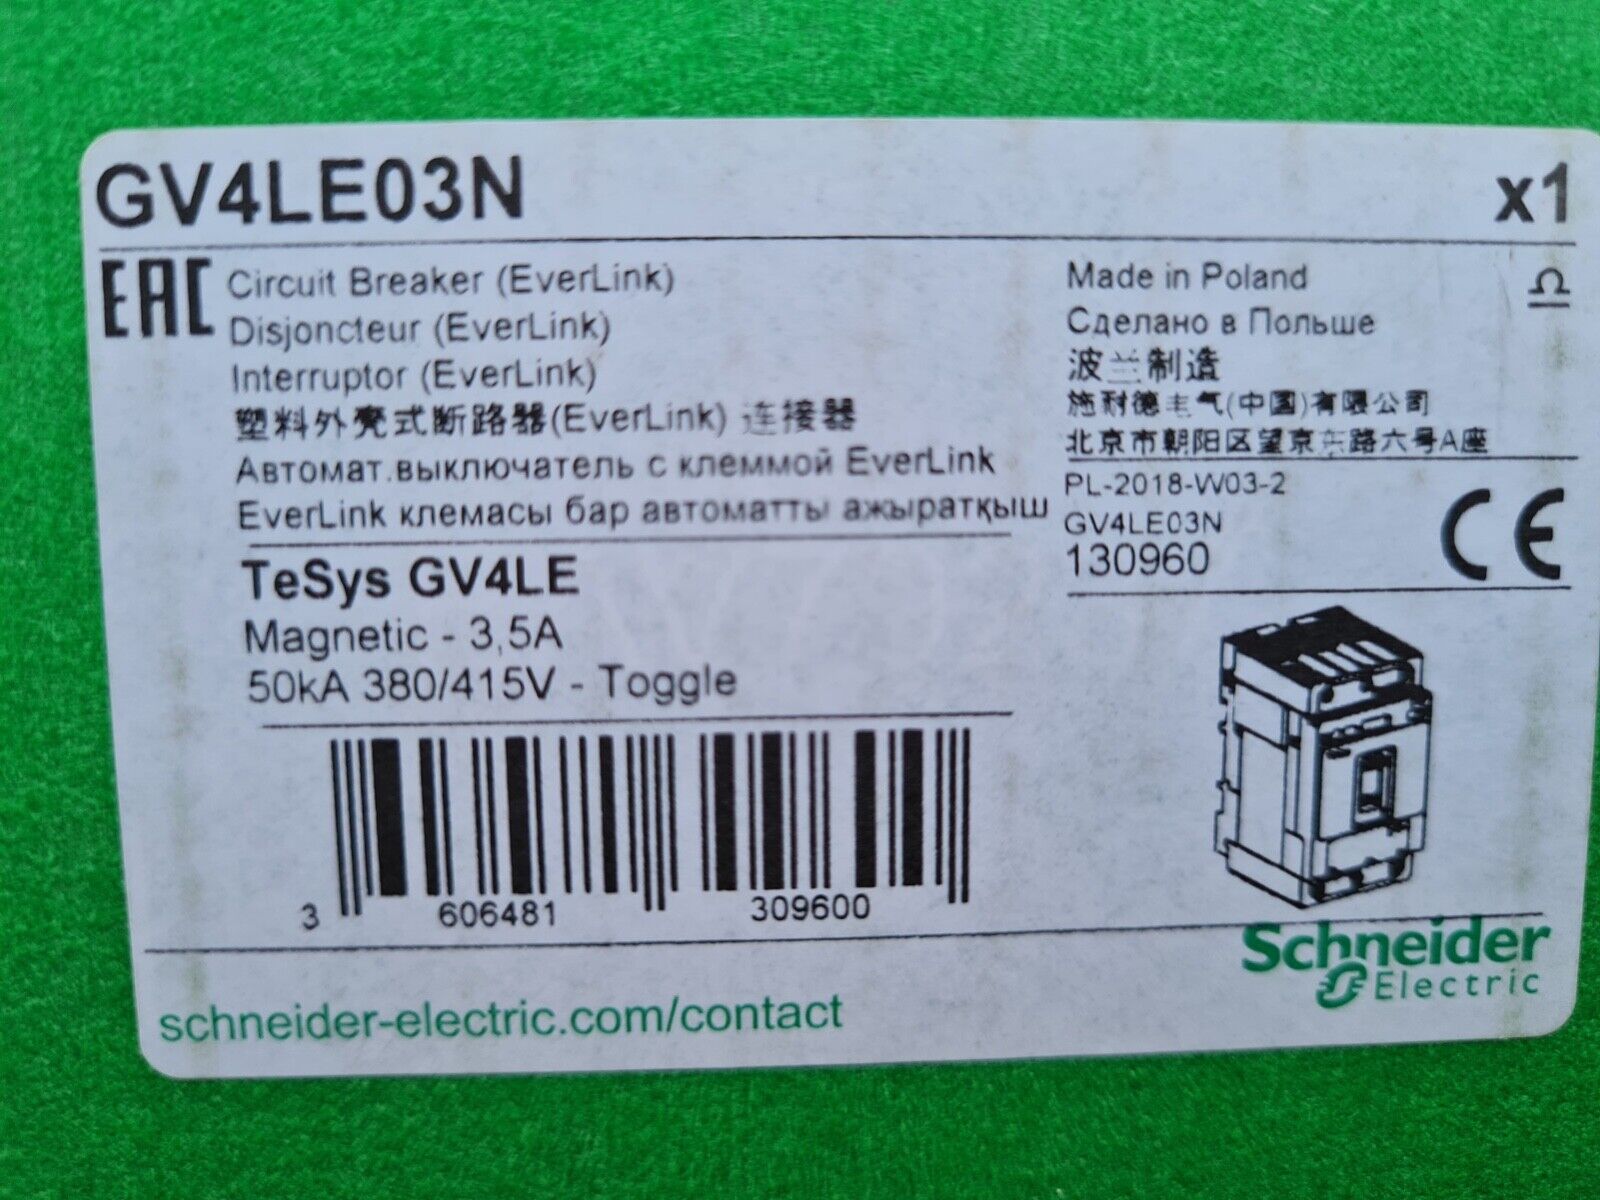 GV4LE03N
x1
EAC
Circuit Breaker (EverLink)
Disjoncteur (EverLink)
Interruptor (EverLink)
塑料外壳式断路器(EverLink) 连接器
Автомат.выключатель с клеммой EverLink
EverLink клемасы бар автоматты ажыратқыш
Made in Poland
Сделано в Польше
波兰制造
施耐德电气(中国)有限公司
北京市朝阳区望京东路六号A座
PL-2018-W03-2
GV4LE03N
130960
CE
TeSys GV4LE
Magnetic - 3,5A
50kA 380/415V - Toggle
3 606481 309600
Schneider
Electric
schneider-electric.com/contact